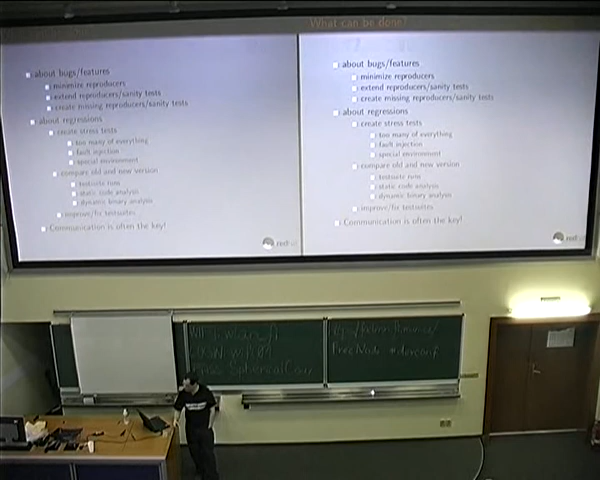 What can be done?
about bugs/features
minimize reproducers
extend reproducers/sanity tests
create missing reproducers/sanity tests
about regressions
create stress tests
too many of everything
fault injection
special environment
compare old and new version
testsuite runs
static code analysis
dynamic binary analysis
improve/fix testsuites
Communication is often the key!
redhat
about bugs/features
minimize reproducers
extend reproducers/sanity tests
create missing reproducers/sanity tests
about regressions
create stress tests
too many of everything
fault injection
special environment
compare old and new version
testsuite runs
static code analysis
dynamic binary analysis
improve/fix testsuites
Communication is often the key!
redhat
FreeNode #devconf
SphericalCow